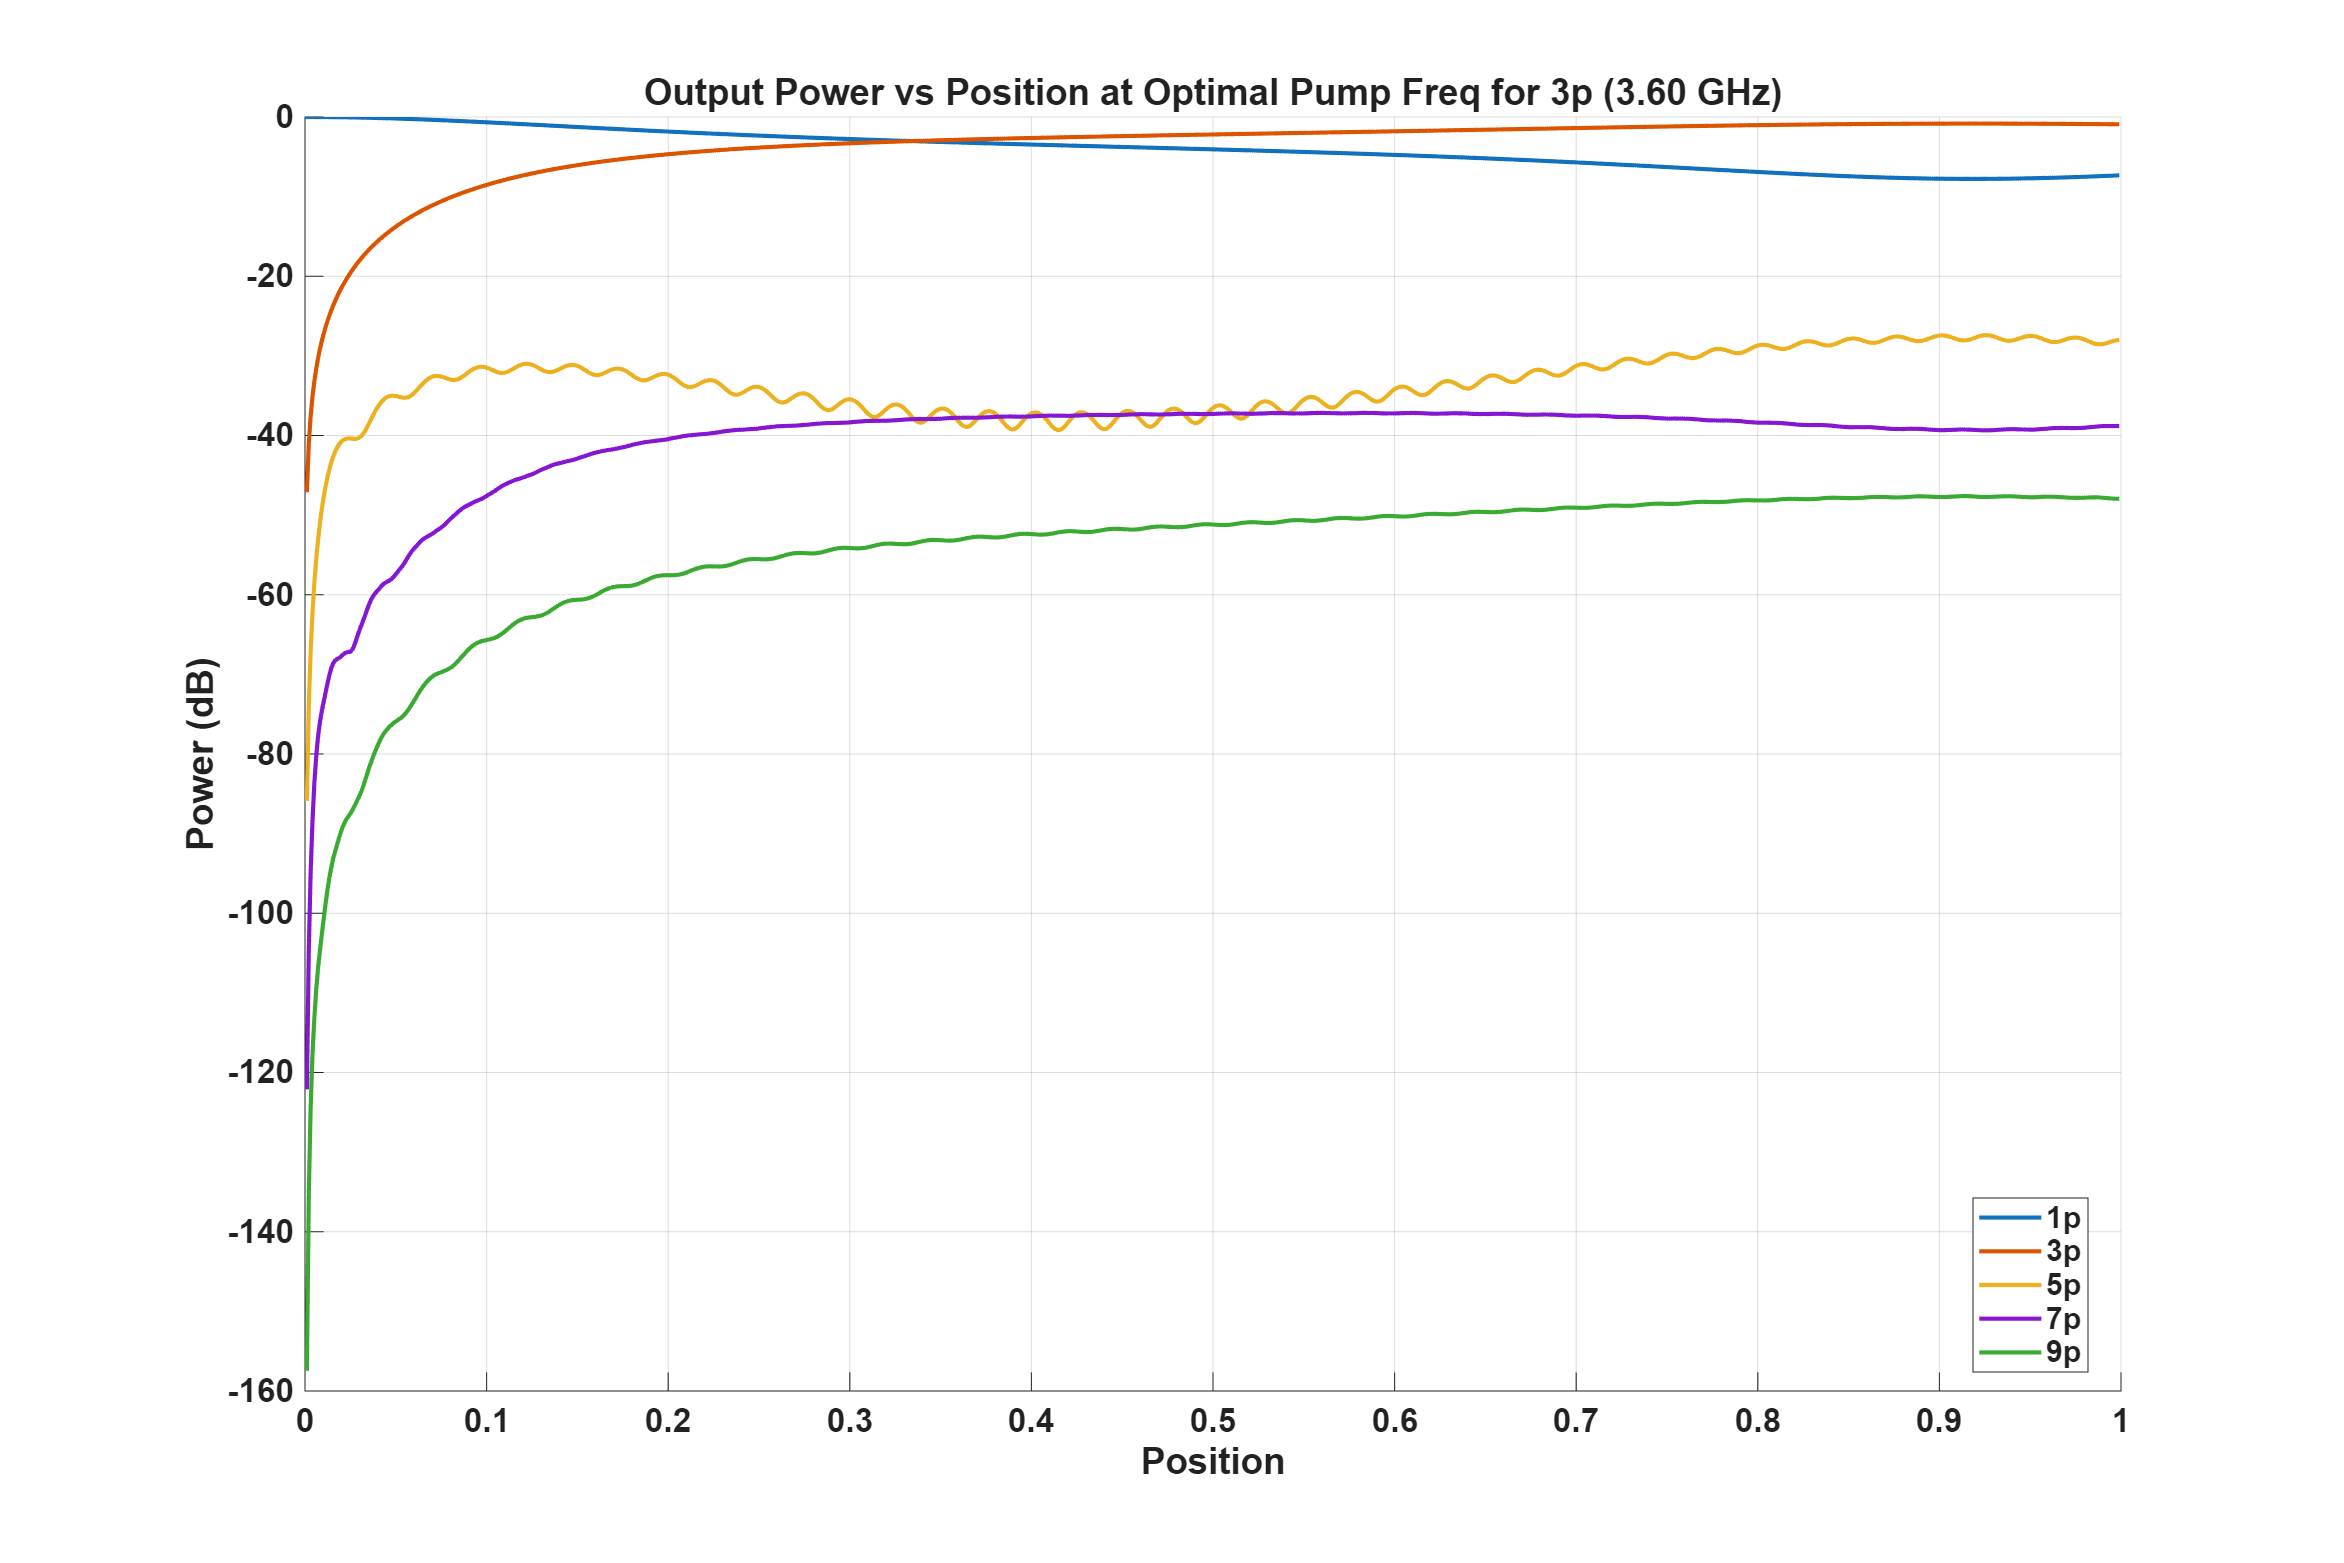 Output Power vs Position at Optimal Pump Freq for 3p (3.60 GHz)
0
-20
-40
-60
-80
-100
-120
-140
-160
Power (dB)
0 0.1 0.2 0.3 0.4 0.5 0.6 0.7 0.8 0.9 1
Position
1p
3p
5p
7p
9p